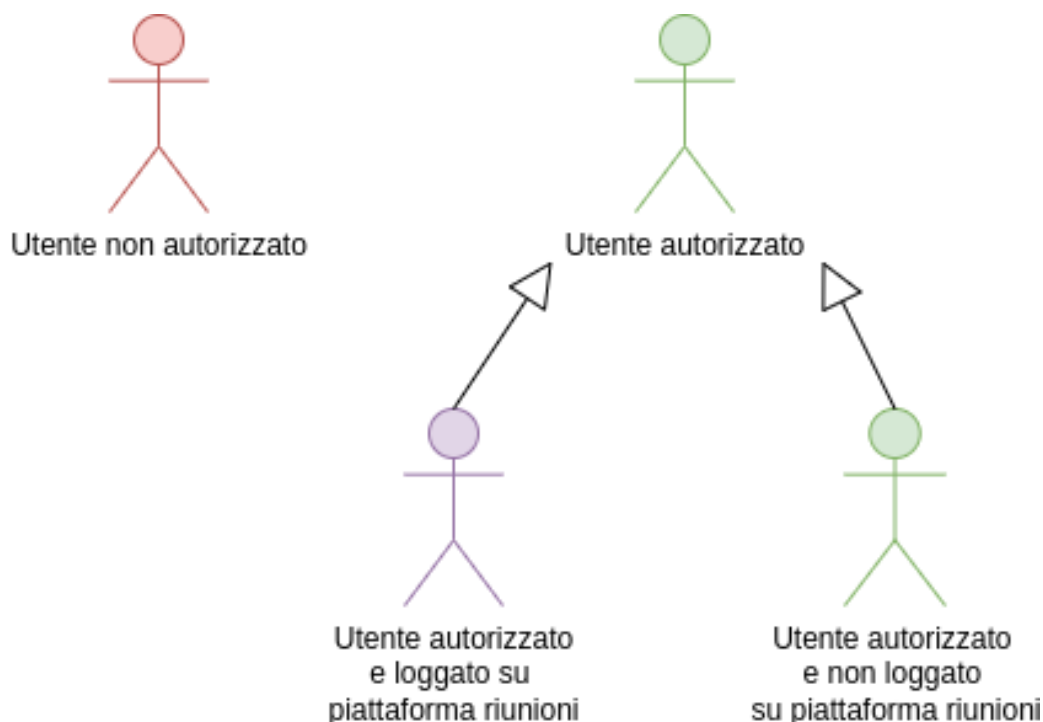 Utente non autorizzato
Utente autorizzato
Utente autorizzato
e loggato su
piattaforma riunioni
Utente autorizzato
e non loggato
su piattaforma riunioni